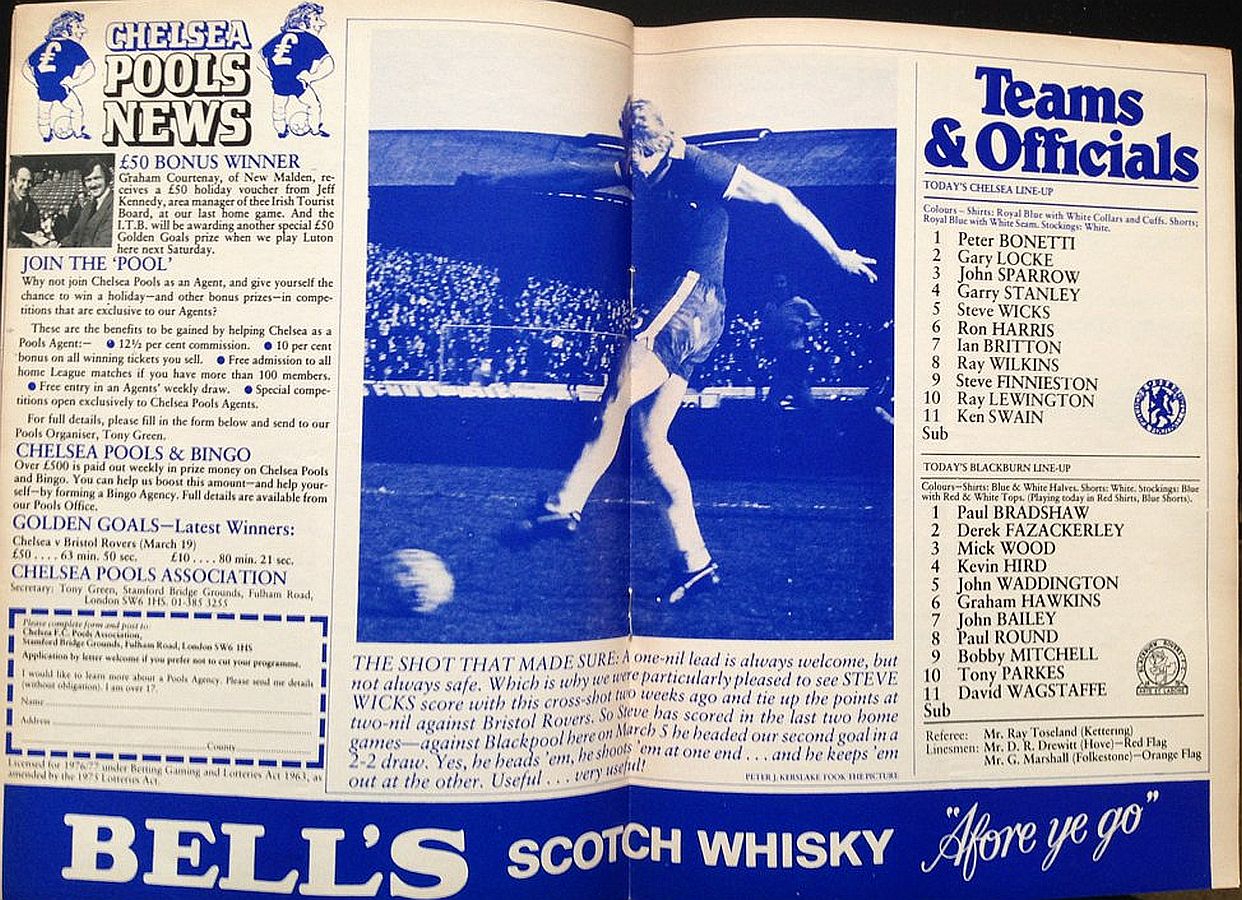 CHELSEA
POOLS
NEWS
£
£
£50 BONUS WINNER
Graham Courtenay, of New Malden, re-
ceives a £50 holiday voucher from Jeff
Kennedy, area manager of thee Irish Tourist
Board, at our last home game. And the
I.T.B. will be awarding another special £50
Golden Goals prize when we play Luton
here next Saturday.
JOIN THE 'POOL'
Why not join Chelsea Pools as an Agent, and give yourself the
chance to win a holiday—and other bonus prizes—in compe-
titions that are exclusive to our Agents?
These are the benefits to be gained by helping Chelsea as a
Pools Agent:— ● 12½ per cent commission. ● 10 per cent
bonus on all winning tickets you sell. ● Free admission to all
home League matches if you have more than 100 members.
● Free entry in an Agents' weekly draw. ● Special compe-
titions open exclusively to Chelsea Pools Agents.
For full details, please fill in the form below and send to our
Pools Organiser, Tony Green.
CHELSEA POOLS & BINGO
Over £500 is paid out weekly in prize money on Chelsea Pools
and Bingo. You can help us boost this amount—and help your-
self—by forming a Bingo Agency. Full details are available from
our Pools Office.
GOLDEN GOALS—Latest Winners:
Chelsea v Bristol Rovers (March 19)
£50 . . . . 63 min. 50 sec. £10 . . . . 80 min. 21 sec.
CHELSEA POOLS ASSOCIATION
Secretary: Tony Green, Stamford Bridge Grounds, Fulham Road,
London SW6 1HS. 01-385 3255
Please complete form and post to:
Chelsea F.C. Pools Association,
Stamford Bridge Grounds, Fulham Road, London SW6 1HS
Application by letter welcome if you prefer not to cut your programme.
I would like to learn more about a Pools Agency. Please send me details
(without obligation). I am over 17.
Name
Address
County
Licensed for 1976/77 under Betting Gaming and Lotteries Act 1963, as
amended by the 1975 Lotteries Act.
THE SHOT THAT MADE SURE: A one-nil lead is always welcome, but
not always safe. Which is why we were particularly pleased to see STEVE
WICKS score with this cross-shot two weeks ago and tie up the points at
two-nil against Bristol Rovers. So Steve has scored in the last two home
games—against Blackpool here on March 5 he headed our second goal in a
2-2 draw. Yes, he heads 'em, he shoots 'em at one end . . . and he keeps 'em
out at the other. Useful . . . very useful!
PETER J. KERSLAKE TOOK THE PICTURE
Teams
& Officials
TODAY'S CHELSEA LINE-UP
Colours – Shirts: Royal Blue with White Collars and Cuffs. Shorts;
Royal Blue with White Seam. Stockings: White.
1 Peter BONETTI
2 Gary LOCKE
3 John SPARROW
4 Garry STANLEY
5 Steve WICKS
6 Ron HARRIS
7 Ian BRITTON
8 Ray WILKINS
9 Steve FINNIESTON
10 Ray LEWINGTON
11 Ken SWAIN
Sub
TODAY'S BLACKBURN LINE-UP
Colours—Shirts: Blue & White Halves. Shorts: White. Stockings: Blue
with Red & White Tops. (Playing today in Red Shirts, Blue Shorts).
1 Paul BRADSHAW
2 Derek FAZACKERLEY
3 Mick WOOD
4 Kevin HIRD
5 John WADDINGTON
6 Graham HAWKINS
7 John BAILEY
8 Paul ROUND
9 Bobby MITCHELL
10 Tony PARKES
11 David WAGSTAFFE
Sub
Referee: Mr. Ray Toseland (Kettering)
Linesmen: Mr. D. R. Drewitt (Hove)—Red Flag
Mr. G. Marshall (Folkestone)—Orange Flag
BELL'S SCOTCH WHISKY "Afore ye go"